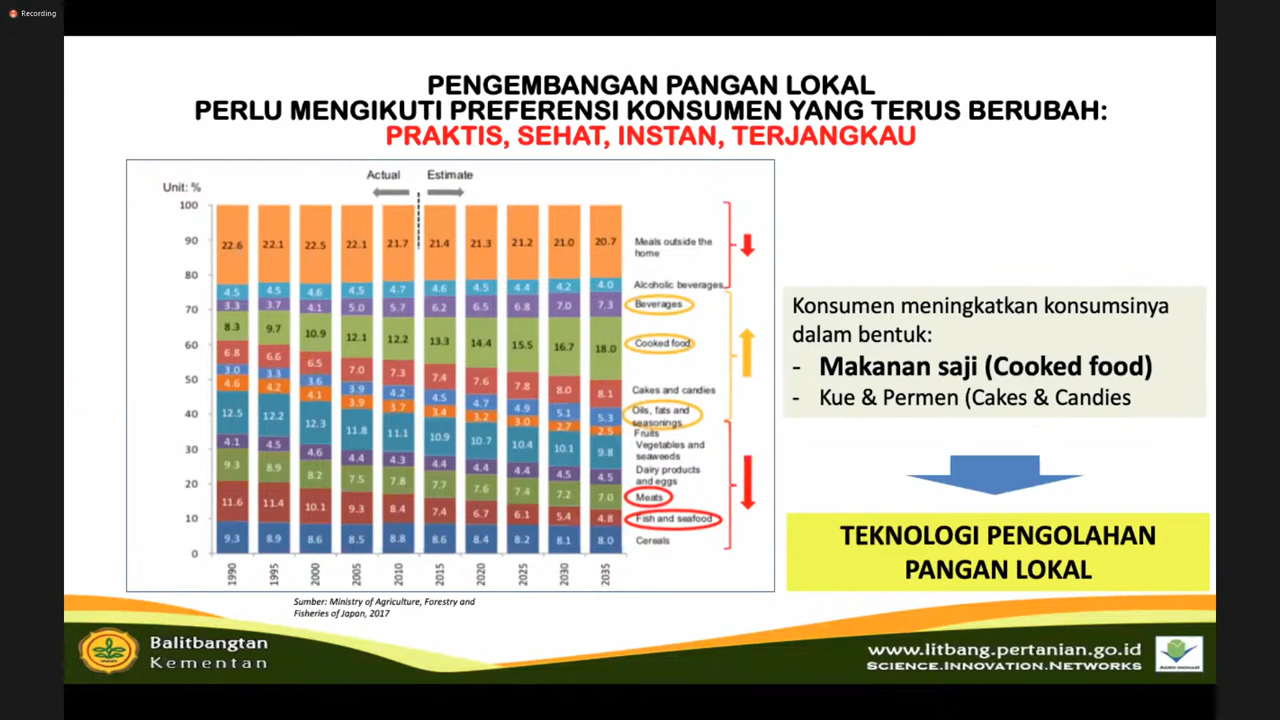 Recording
PENGEMBANGAN PANGAN LOKAL
PERLU MENGIKUTI PREFERENSI KONSUMEN YANG TERUS BERUBAH:
PRAKTIS, SEHAT, INSTAN, TERJANGKAU
Actual Estimate
Unit: %
100
90
80
70
60
50
40
30
20
10
0
22.6 22.1 22.5 22.1 21.7 21.4 21.3 21.2 21.0 20.7
4.5 4.5 4.6 4.5 4.7 4.6 4.5 4.4 4.2 4.0
3.3 3.7 4.1 5.0 5.7 6.2 6.5 6.8 7.0 7.3
8.3 9.7 10.9 12.1 12.2 13.3 14.4 15.5 16.7 18.0
6.8 6.6 6.5 7.0 7.3 7.4 7.6 7.8 8.0 8.1
3.0 3.3 3.6 3.9 4.2 4.5 4.7 4.9 5.1 5.3
4.6 4.2 4.1 3.9 3.7 3.4 3.2 3.0 2.7 2.5
12.5 12.2 12.3 11.8 11.1 10.9 10.7 10.4 10.1 9.8
4.1 4.5 4.6 4.4 4.3 4.4 4.4 4.4 4.5 4.5
9.3 8.9 8.2 7.5 7.8 7.7 7.6 7.4 7.2 7.0
11.6 11.4 10.1 9.3 8.4 7.4 6.7 6.1 5.4 4.8
9.3 8.9 8.6 8.5 8.8 8.6 8.4 8.2 8.1 8.0
1990 1995 2000 2005 2010 2015 2020 2025 2030 2035
Meals outside the
home
Alcoholic beverages
Beverages
Cooked food
Cakes and candies
Oils, fats and
seasonings
Fruits
Vegetables and
seaweeds
Dairy products
and eggs
Meats
Fish and seafood
Cereals
Sumber: Ministry of Agriculture, Forestry and
Fisheries of Japan, 2017
Konsumen meningkatkan konsumsinya
dalam bentuk:
- Makanan saji (Cooked food)
- Kue & Permen (Cakes & Candies
TEKNOLOGI PENGOLAHAN
PANGAN LOKAL
Balitbangtan
Kementan
www.litbang.pertanian.go.id
SCIENCE.INNOVATION.NETWORKS
AGRO INOVASI